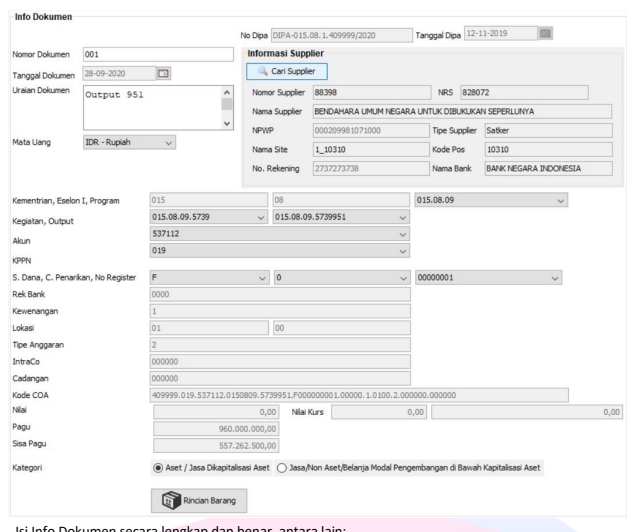 Info Dokumen
No Dipa DIPA-015.08.1.409999/2020 Tanggal Dipa 12-11-2019
Nomor Dokumen 001
Informasi Supplier
Cari Supplier
Tanggal Dokumen 28-09-2020
Uraian Dokumen Output 951
Nomor Supplier 88398 NRS 828072
Nama Supplier BENDAHARA UMUM NEGARA UNTUK DIBUKUKAN SEPERLUNYA
NPWP 000209981071000 Tipe Supplier Satker
Mata Uang IDR - Rupiah
Nama Site 1_10310 Kode Pos 10310
No. Rekening 2737273738 Nama Bank BANK NEGARA INDONESIA
Kementrian, Eselon I, Program 015 08 015.08.09
Kegiatan, Output 015.08.09.5739 015.08.09.5739951
Akun 537112
KPPN 019
S. Dana, C. Penarikan, No Register F 0 00000001
Rek Bank 0000
Kewenangan 1
Lokasi 01 00
Tipe Anggaran 2
IntraCo 000000
Cadangan 000000
Kode COA 409999.019.537112.0150809.5739951.F00000001.00000.1.0100.2.000000.000000
Nilai 0,00 Nilai Kurs 0,00 0,00
Pagu 960.000.000,00
Sisa Pagu 557.262.500,00
Kategori Aset / Jasa Dikapitalisasi Aset Jasa/Non Aset/Belanja Modal Pengembangan di Bawah Kapitalisasi Aset
Rincian Barang
Isi Info Dokumen secara lengkap dan benar, antara lain: